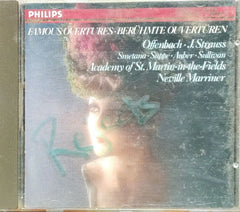 PHILIPS
FAMOUS OVERTURES · BERÜHMTE OUVERTÜREN
Offenbach · J. Strauss
Smetana · Suppé · Auber · Sullivan
Academy of St. Martin-in-the-Fields
Neville Marriner